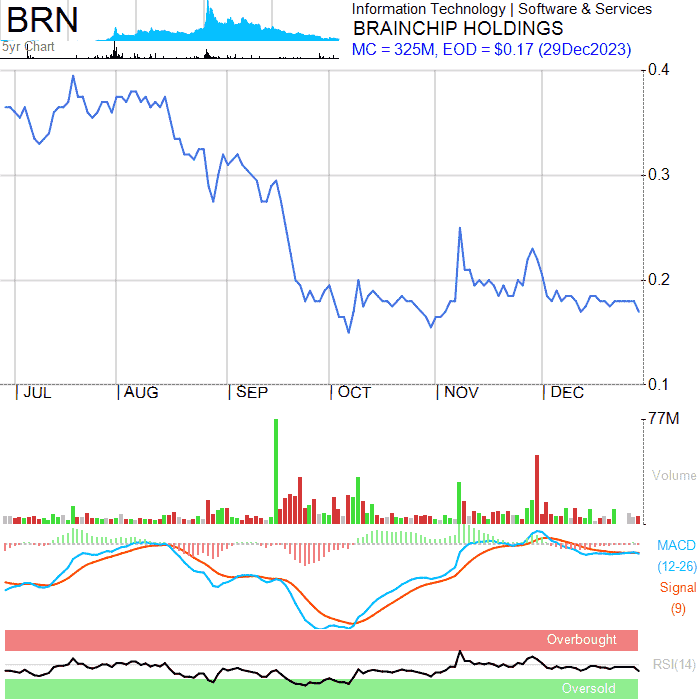 BRN
5yr Chart
Information Technology | Software & Services
BRAINCHIP HOLDINGS
MC = 325M, EOD = $0.17 (29Dec2023)
0.4
0.3
0.2
0.1
JUL AUG SEP OCT NOV DEC
77M
Volume
MACD
(12-26)
Signal
(9)
Overbought
RSI(14)
Oversold